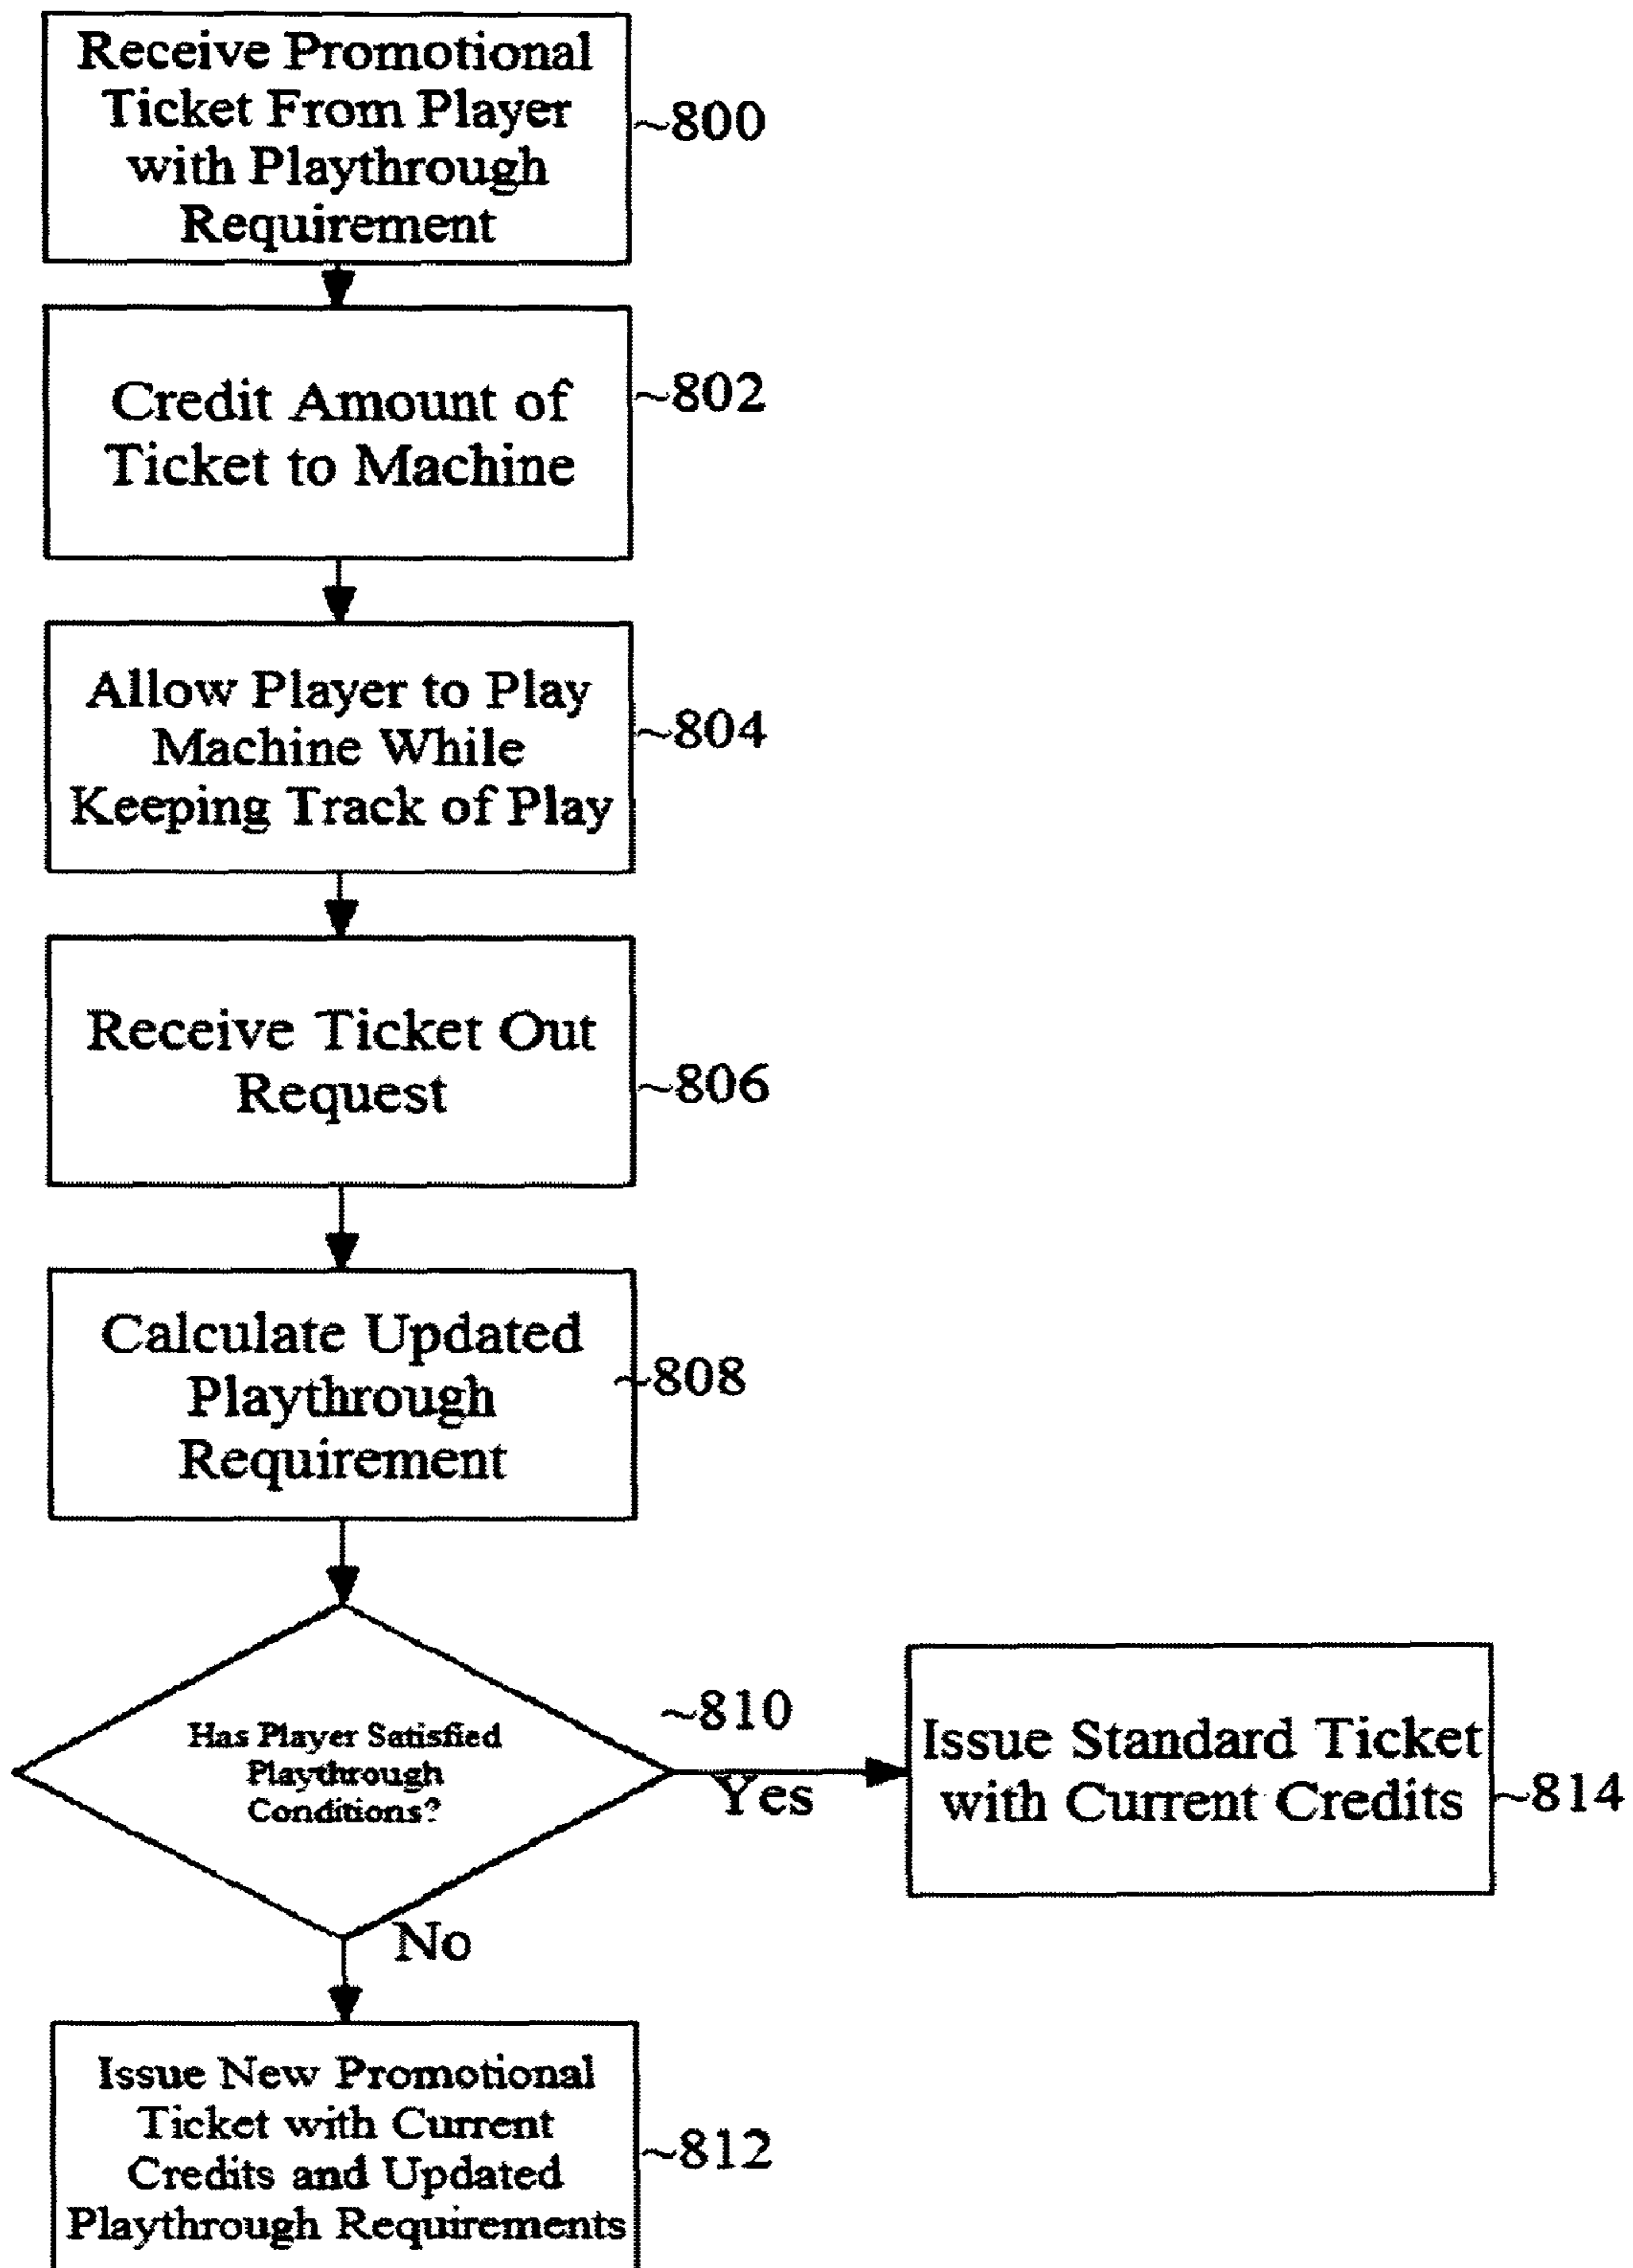 Receive Promotional
Ticket From Player
with Playthrough
Requirement
~800
Credit Amount of
Ticket to Machine
~802
Allow Player to Play
Machine While
Keeping Track of Play
~804
Receive Ticket Out
Request
~806
Calculate Updated
Playthrough
Requirement
~808
Has Player Satisfied
Playthrough
Conditions?
~810
Yes
Issue Standard Ticket
with Current Credits
~814
No
Issue New Promotional
Ticket with Current
Credits and Updated
Playthrough Requirements
~812